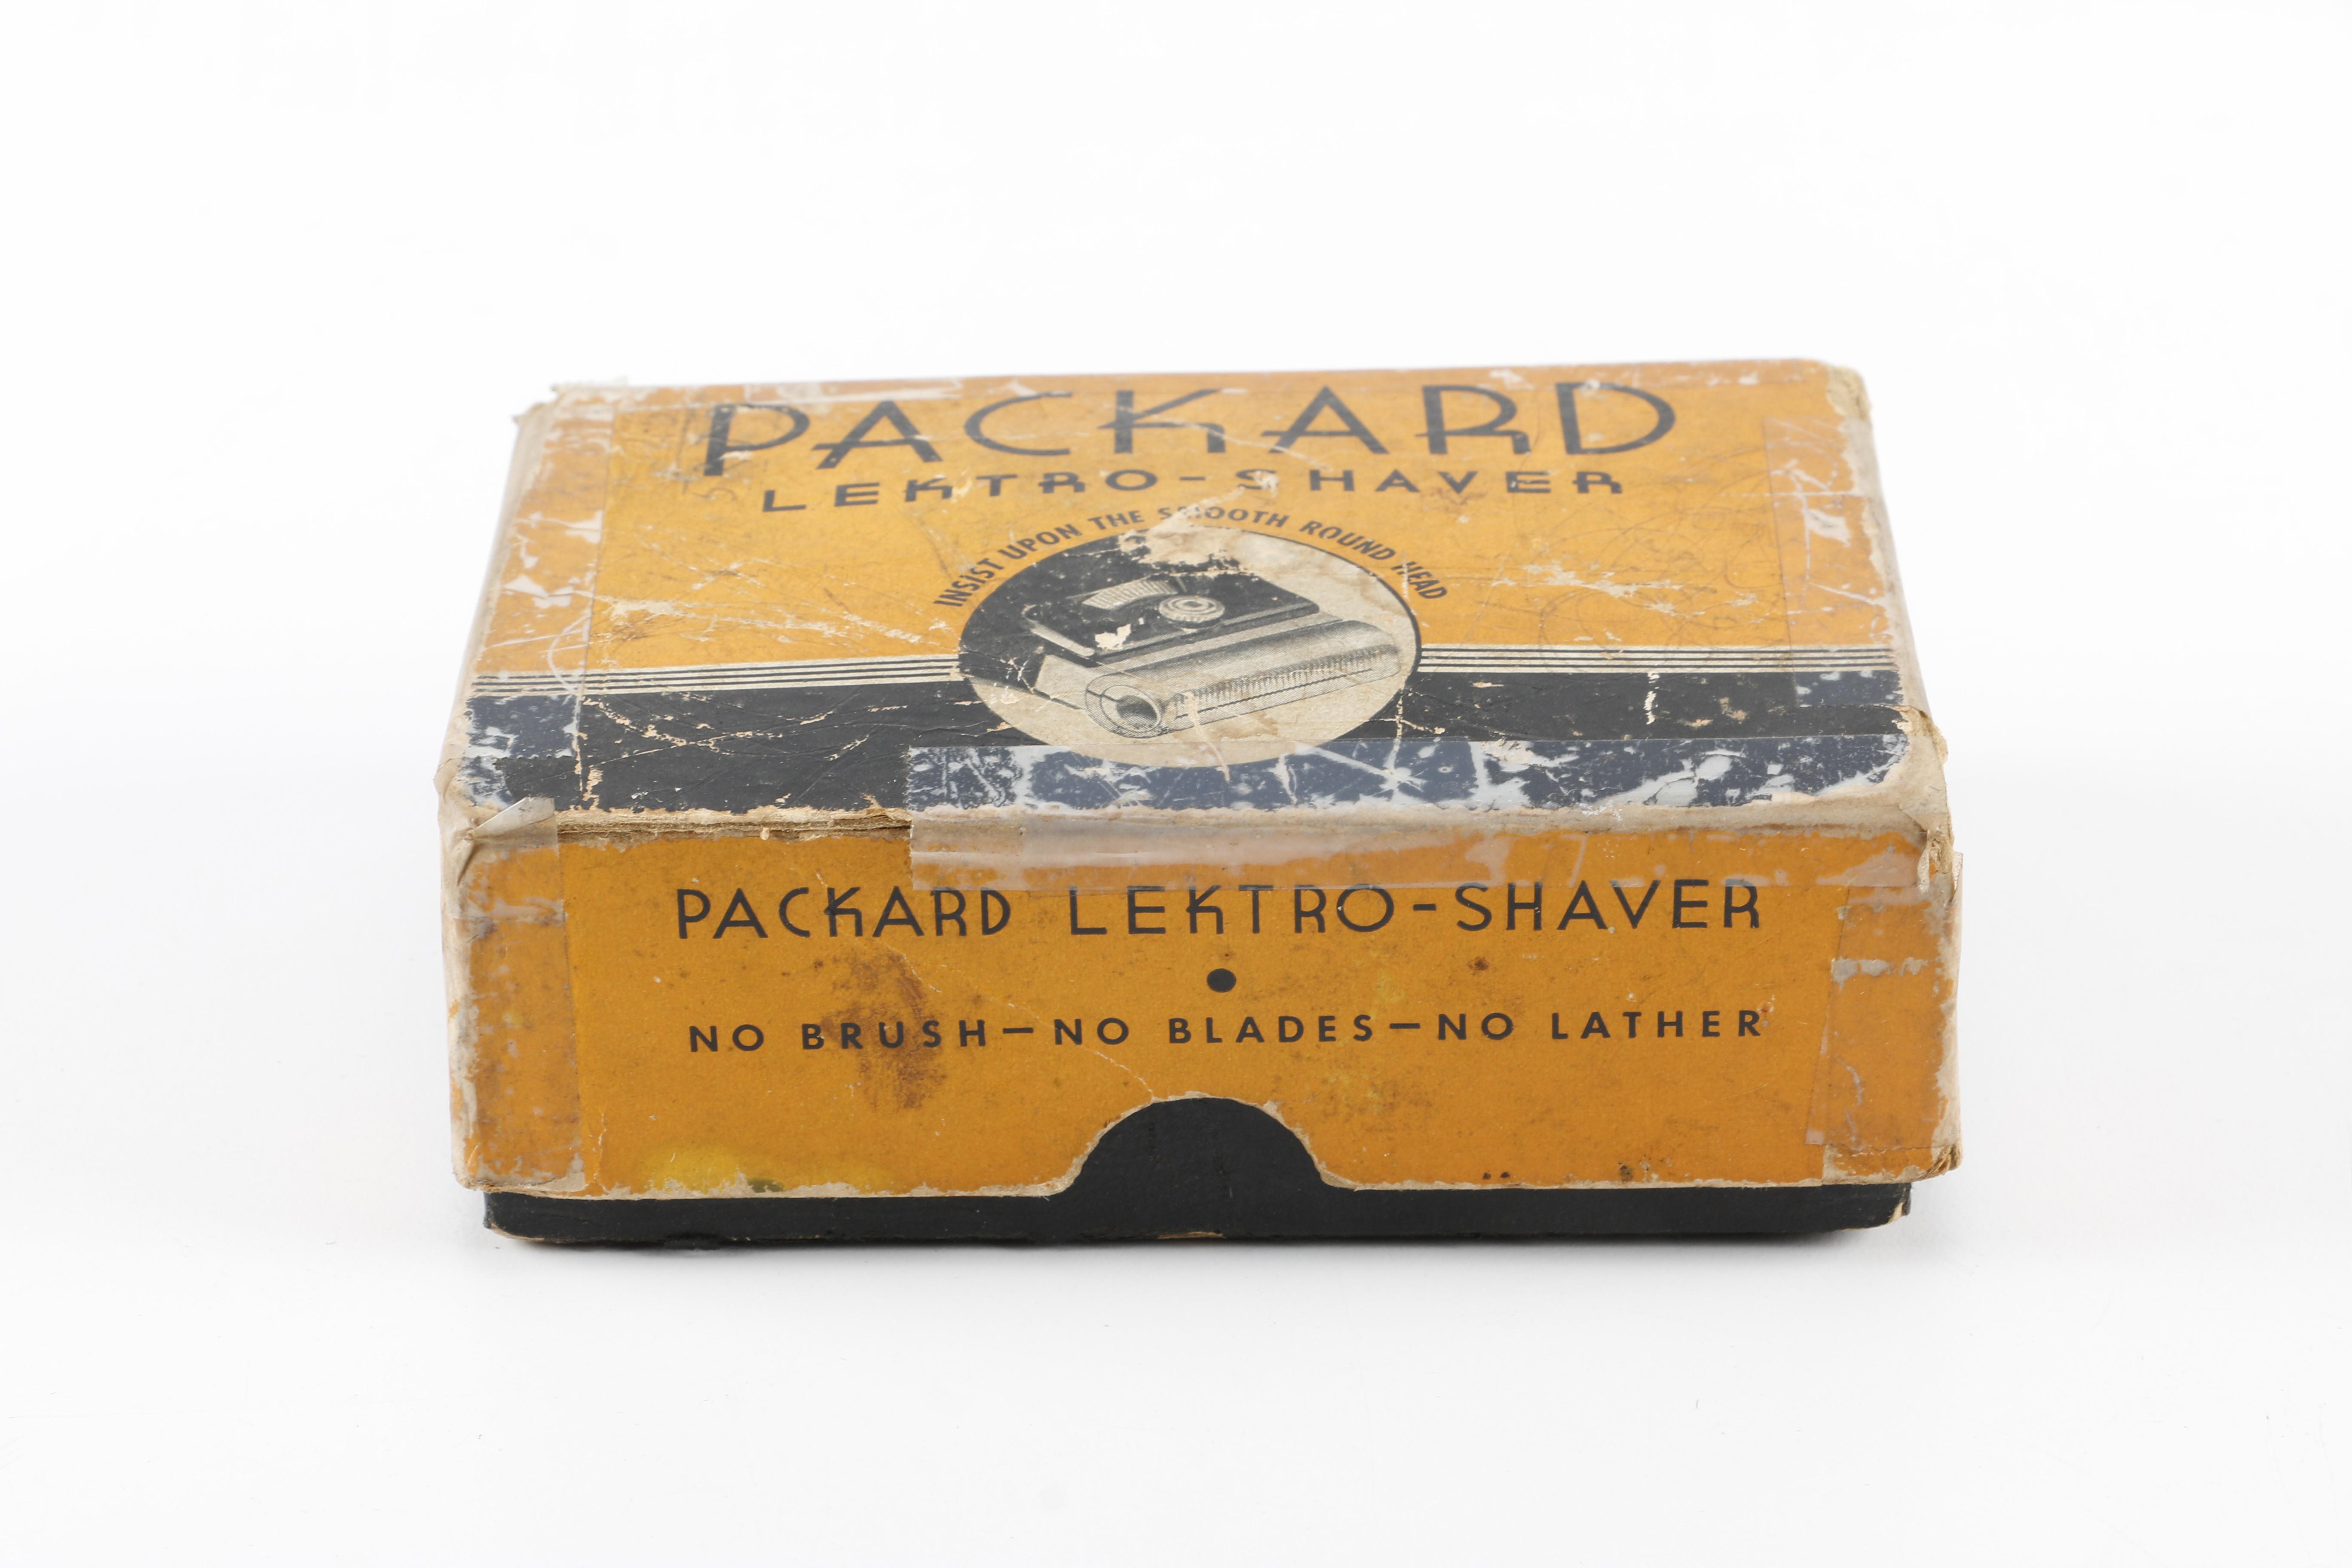 PACKARD
LEKTRO-SHAVER
INSIST UPON THE SMOOTH ROUND HEAD
PACKARD LEKTRO-SHAVER
NO BRUSH—NO BLADES—NO LATHER